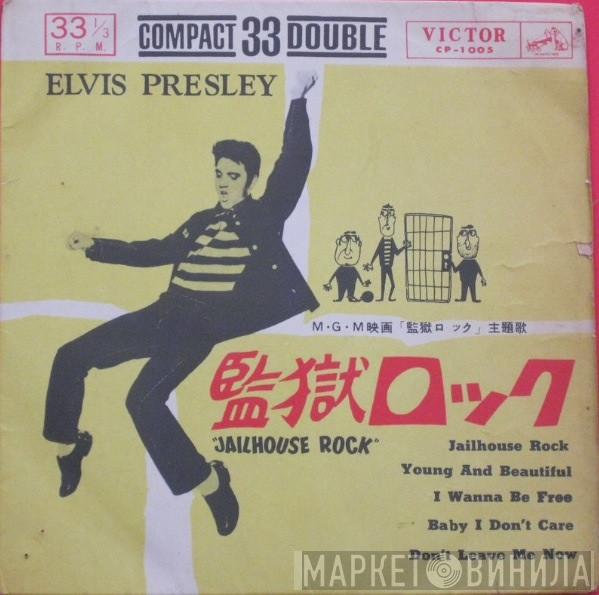 33 1/3
R. P. M.
COMPACT 33 DOUBLE
VICTOR
CP-1005
ELVIS PRESLEY
M・G・M映画「監獄ロック」主題歌
監獄ロック
"JAILHOUSE ROCK"
Jailhouse Rock
Young And Beautiful
I Wanna Be Free
Baby I Don't Care
Don't Leave Me Now
МАРКЕТ ВИНИЛА